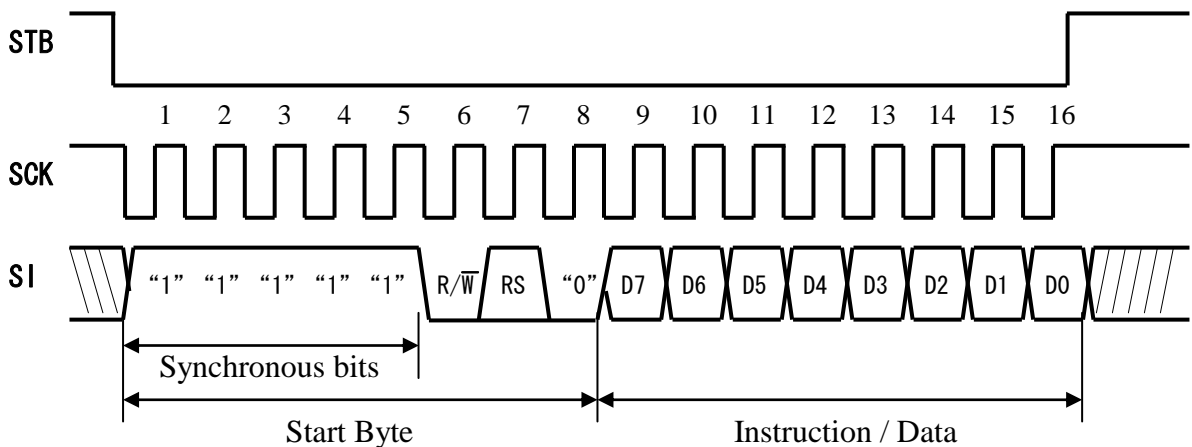 STB
1 2 3 4 5 6 7 8 9 10 11 12 13 14 15 16
SCK
SI “1” “1” “1” “1” “1” R/W̅ RS “0” D7 D6 D5 D4 D3 D2 D1 D0
Synchronous bits
Start Byte Instruction / Data